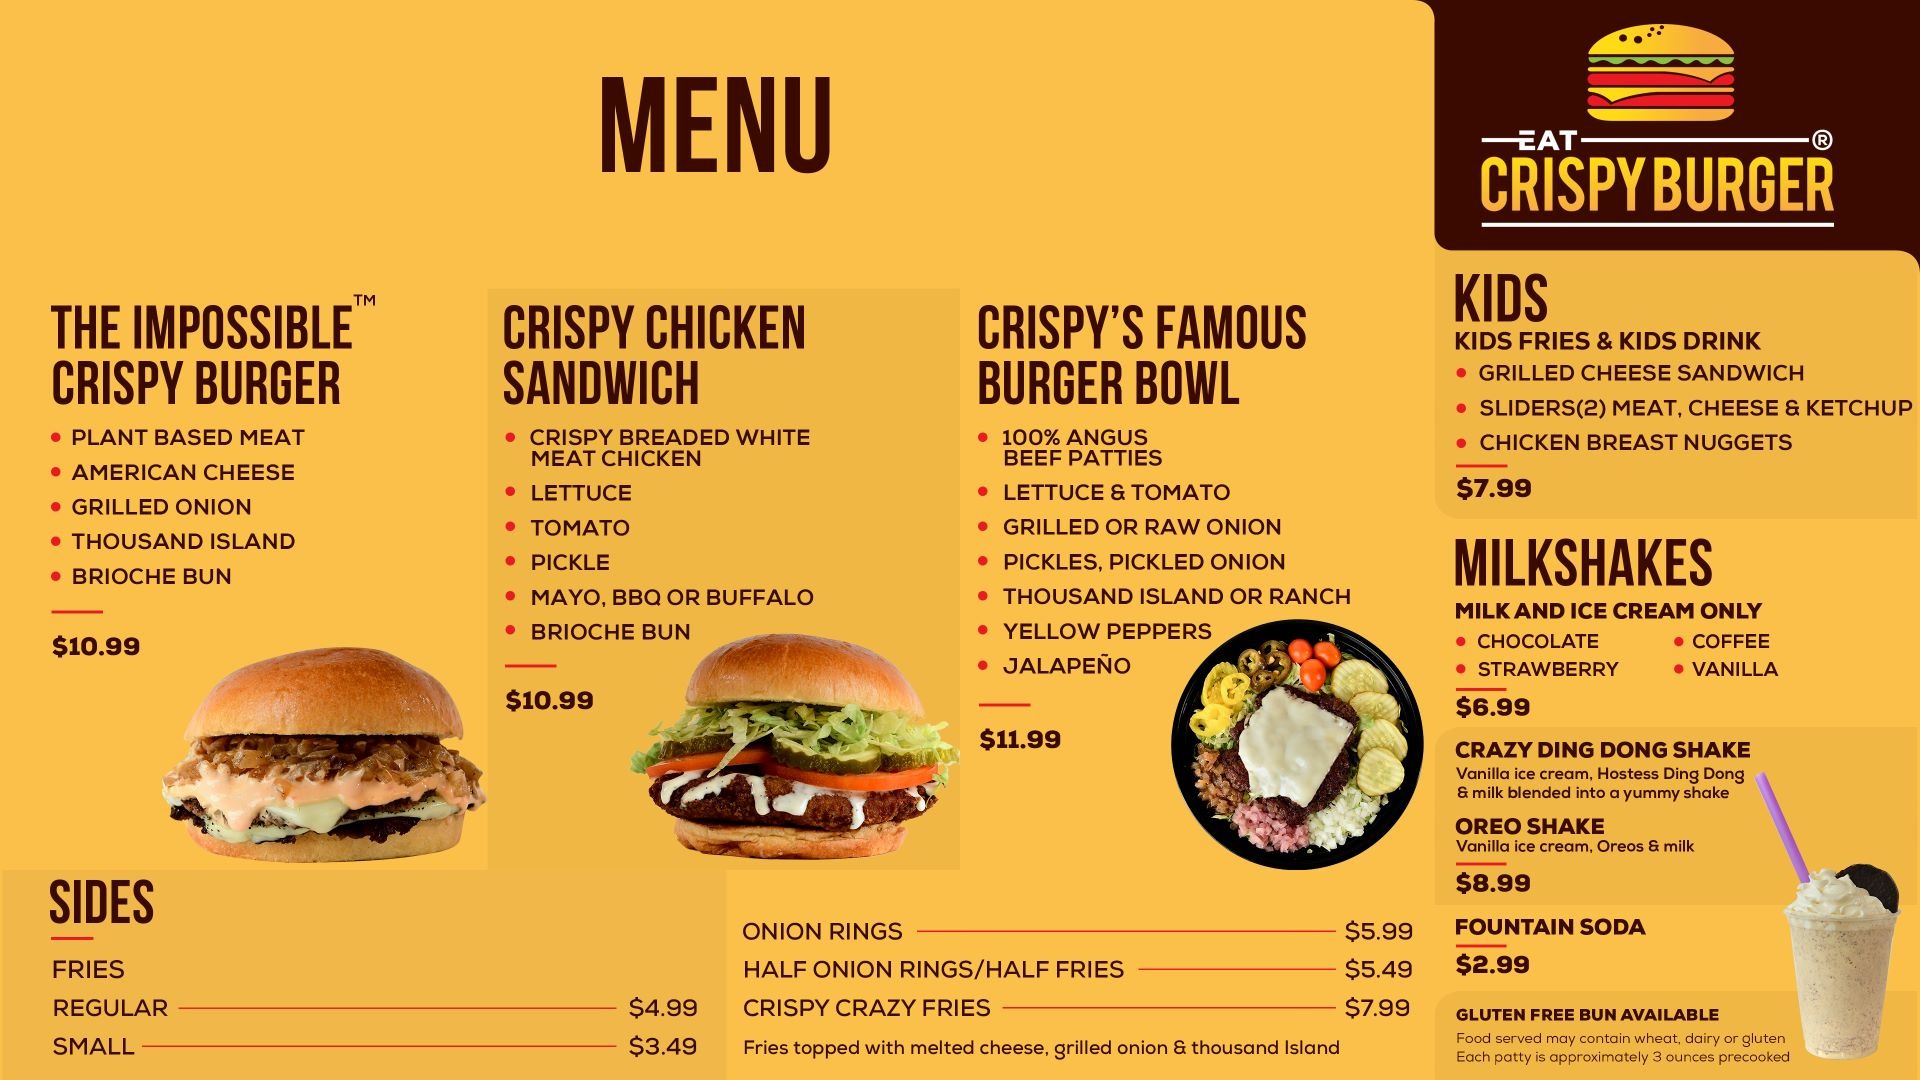 MENU
EAT ®
CRISPY BURGER
THE IMPOSSIBLE™
CRISPY BURGER
PLANT BASED MEAT
AMERICAN CHEESE
GRILLED ONION
THOUSAND ISLAND
BRIOCHE BUN
$10.99
CRISPY CHICKEN
SANDWICH
CRISPY BREADED WHITE
MEAT CHICKEN
LETTUCE
TOMATO
PICKLE
MAYO, BBQ OR BUFFALO
BRIOCHE BUN
$10.99
CRISPY'S FAMOUS
BURGER BOWL
100% ANGUS
BEEF PATTIES
LETTUCE & TOMATO
GRILLED OR RAW ONION
PICKLES, PICKLED ONION
THOUSAND ISLAND OR RANCH
YELLOW PEPPERS
JALAPEÑO
$11.99
KIDS
KIDS FRIES & KIDS DRINK
GRILLED CHEESE SANDWICH
SLIDERS(2) MEAT, CHEESE & KETCHUP
CHICKEN BREAST NUGGETS
$7.99
MILKSHAKES
MILK AND ICE CREAM ONLY
CHOCOLATE
STRAWBERRY
COFFEE
VANILLA
$6.99
CRAZY DING DONG SHAKE
Vanilla ice cream, Hostess Ding Dong
& milk blended into a yummy shake
OREO SHAKE
Vanilla ice cream, Oreos & milk
$8.99
FOUNTAIN SODA
$2.99
GLUTEN FREE BUN AVAILABLE
Food served may contain wheat, dairy or gluten
Each patty is approximately 3 ounces precooked
SIDES
FRIES
REGULAR $4.99
SMALL $3.49
ONION RINGS $5.99
HALF ONION RINGS/HALF FRIES $5.49
CRISPY CRAZY FRIES $7.99
Fries topped with melted cheese, grilled onion & thousand Island